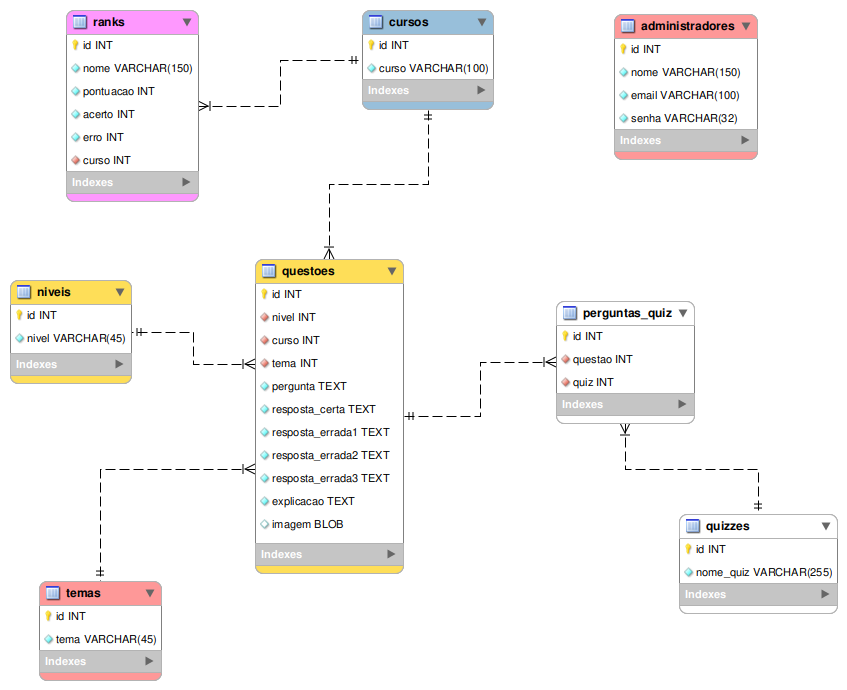 ranks
id INT
nome VARCHAR(150)
pontuacao INT
acerto INT
erro INT
curso INT
Indexes
cursos
id INT
curso VARCHAR(100)
Indexes
administradores
id INT
nome VARCHAR(150)
email VARCHAR(100)
senha VARCHAR(32)
Indexes
niveis
id INT
nivel VARCHAR(45)
Indexes
questoes
id INT
nivel INT
curso INT
tema INT
pergunta TEXT
resposta_certa TEXT
resposta_errada1 TEXT
resposta_errada2 TEXT
resposta_errada3 TEXT
explicacao TEXT
imagem BLOB
Indexes
perguntas_quiz
id INT
questao INT
quiz INT
Indexes
quizzes
id INT
nome_quiz VARCHAR(255)
Indexes
temas
id INT
tema VARCHAR(45)
Indexes